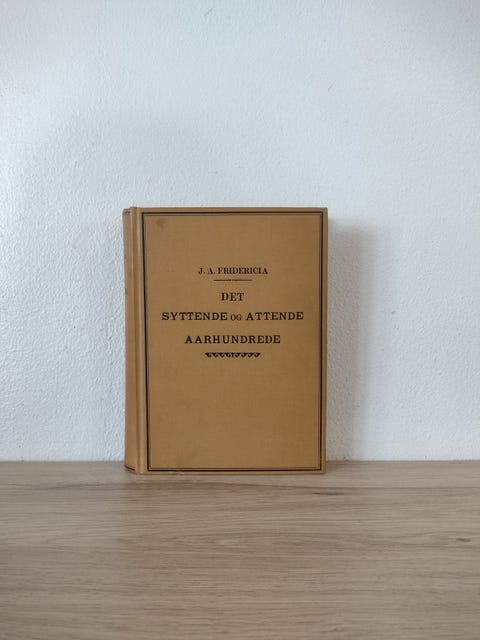 J. A. FRIDERICIA
DET
SYTTENDE OG ATTENDE
AARHUNDREDE